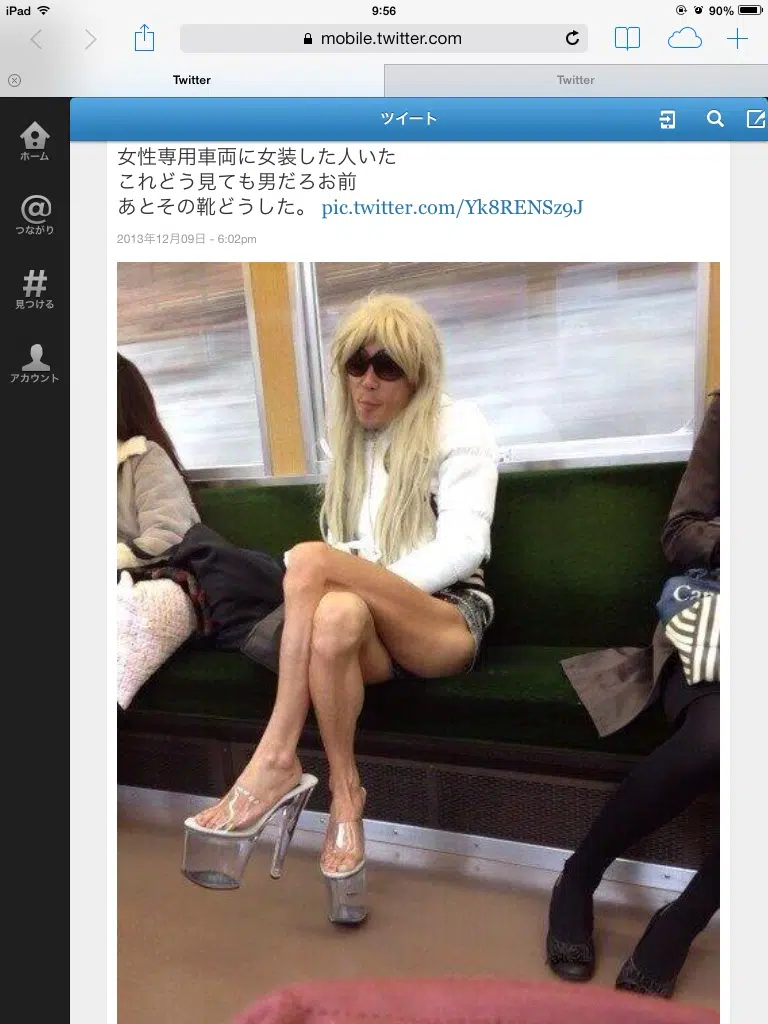 iPad 9:56 90%
mobile.twitter.com
Twitter Twitter
ツイート
ホーム
つながり
見つける
アカウント
女性専用車両に女装した人いた
これどう見ても男だろお前
あとその靴どうした。 pic.twitter.com/Yk8RENSz9J
2013年12月09日 - 6:02pm